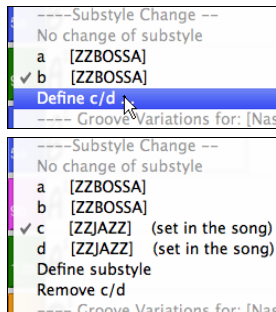 ----Substyle Change --
No change of substyle
a [ZZBOSSA]
✓ b [ZZBOSSA]
Define c/d
---- Groove Variations for: [Nas
----Substyle Change --
No change of substyle
a [ZZBOSSA]
b [ZZBOSSA]
✓ c [ZZJAZZ] (set in the song)
d [ZZJAZZ] (set in the song)
Define substyle
Remove c/d
---- Groove Variations for: [Nas